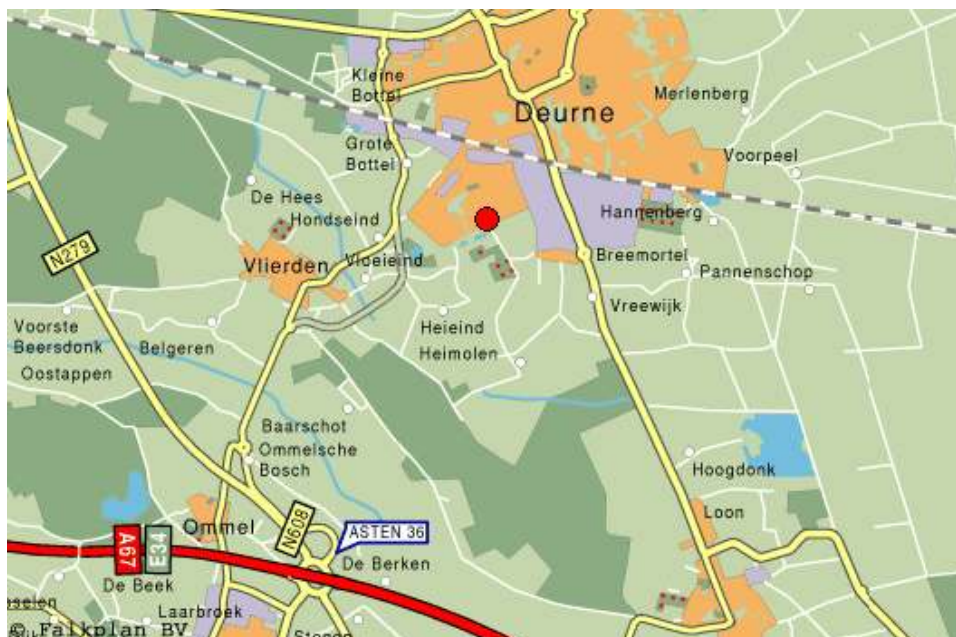 Kleine
Bottel
Deurne
Merlenberg
Grote
Bottel
Voorpeel
De Hees
Hondseind
Hannenberg
N279
Vlierden
Vloeieind
Breemortel
Pannenschop
Vreewijk
Voorste
Beersdonk
Belgeren
Heieind
Heimolen
Oostappen
Baarschot
Ommelsche
Bosch
Hoogdonk
Ommel
N608
ASTEN 36
Loon
A67
E34
De Beek
De Berken
Laarbroek
© Falkplan BV